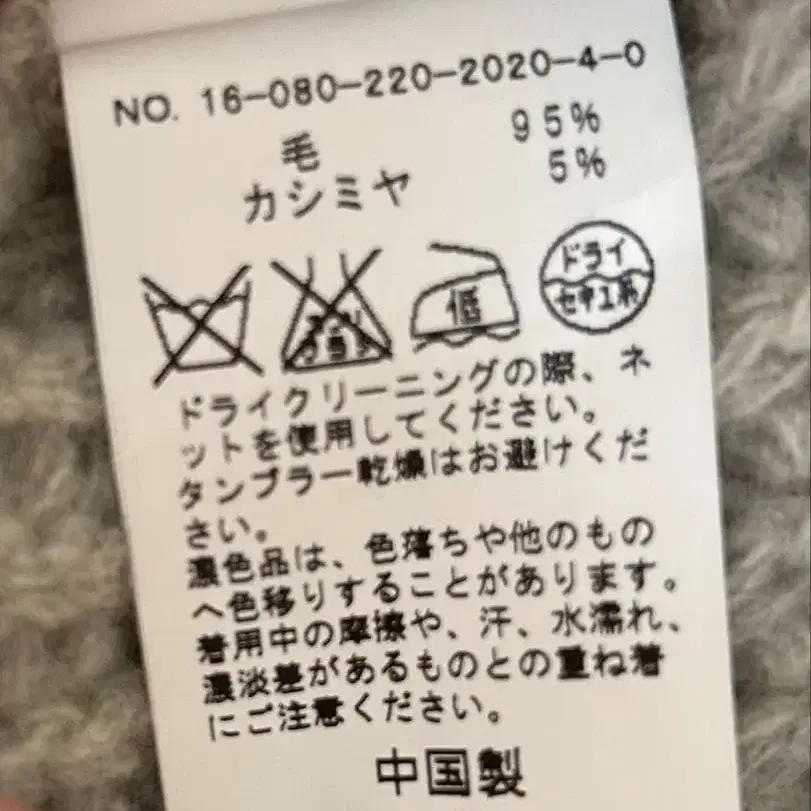 NO. 16-080-220-2020-4-0
毛 95%
カシミヤ 5%
エンソサラシ
低
ドライ
セキユ系
ドライクリーニングの際、ネ
ットを使用してください。
タンブラー乾燥はお避けくだ
さい。
濃色品は、色落ちや他のもの
へ色移りすることがあります。
着用中の摩擦や、汗、水濡れ、
濃淡差があるものとの重ね着
にご注意ください。
中国製